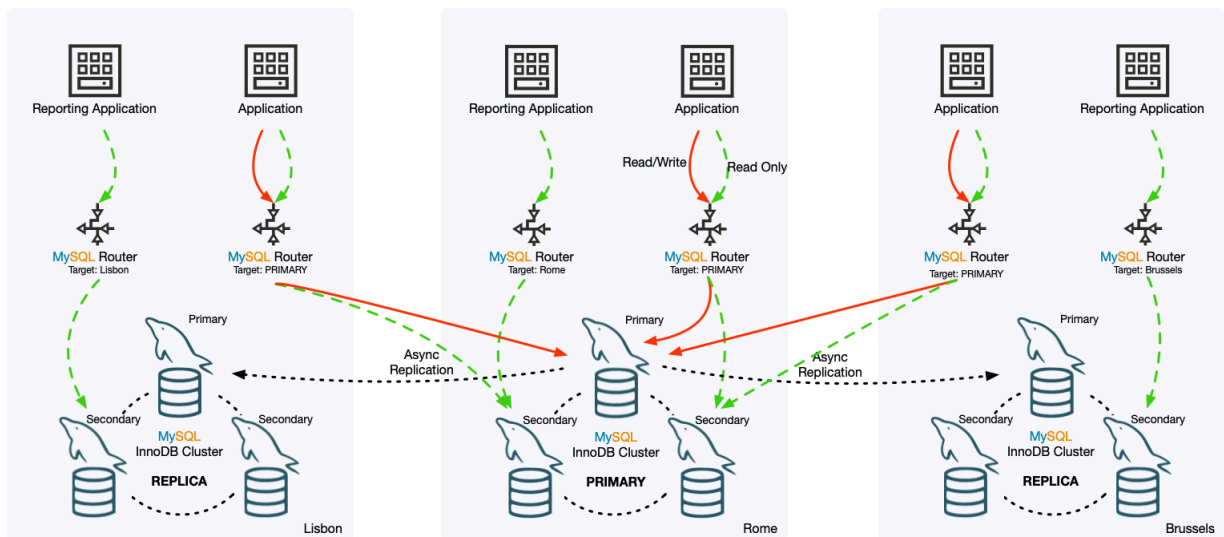 Reporting Application
Application
Reporting Application
Application
Application
Reporting Application
Read/Write
Read Only
MySQL Router
Target: Lisbon
MySQL Router
Target: PRIMARY
MySQL Router
Target: Rome
MySQL Router
Target: PRIMARY
MySQL Router
Target: PRIMARY
MySQL Router
Target: Brussels
Primary
Async
Replication
Primary
Async
Replication
Primary
Secondary
Secondary
MySQL
InnoDB Cluster
REPLICA
Secondary
Secondary
MySQL
InnoDB Cluster
PRIMARY
Secondary
Secondary
MySQL
InnoDB Cluster
REPLICA
Lisbon
Rome
Brussels